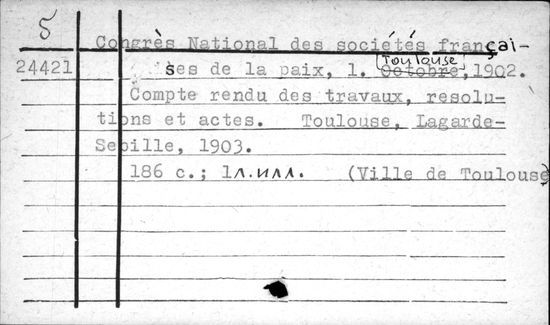 5
Congrès National des sociétés françai-
24421 ses de la paix, 1. Toulouse Octobre, 1902.
Compte rendu des travaux, resolu-
tions et actes. Toulouse, Lagarde-
Sebille, 1903.
186 c.; 1л.илл. (Ville de Toulouse)